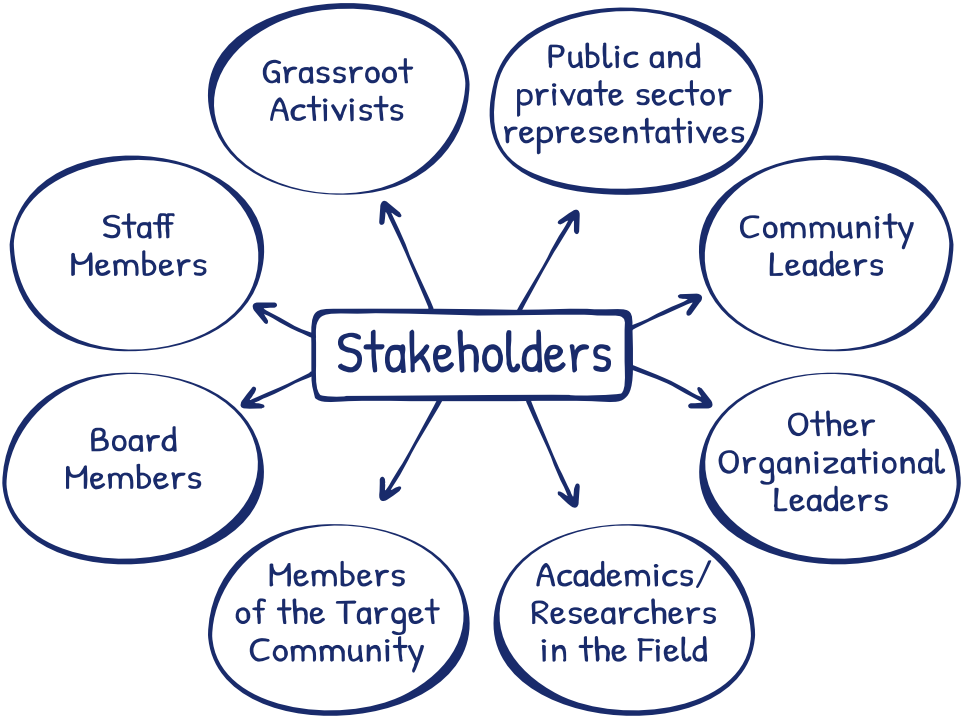 Grassroot
Activists
Public and
private sector
representatives
Staff
Members
Community
Leaders
Stakeholders
Board
Members
Other
Organizational
Leaders
Members
of the Target
Community
Academics/
Researchers
in the Field